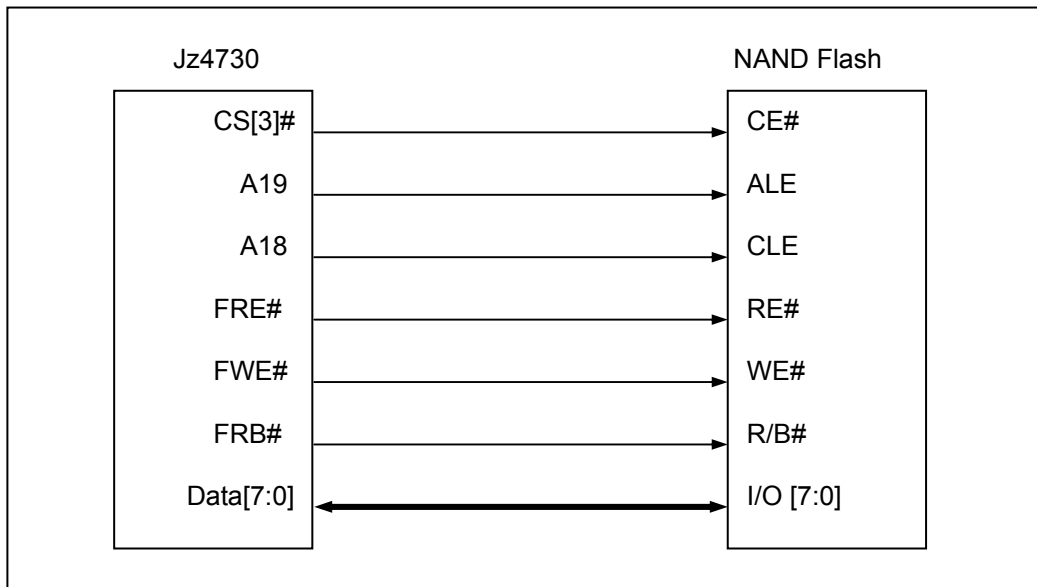 Jz4730 NAND Flash
CS[3]# CE#
A19 ALE
A18 CLE
FRE# RE#
FWE# WE#
FRB# R/B#
Data[7:0] I/O [7:0]